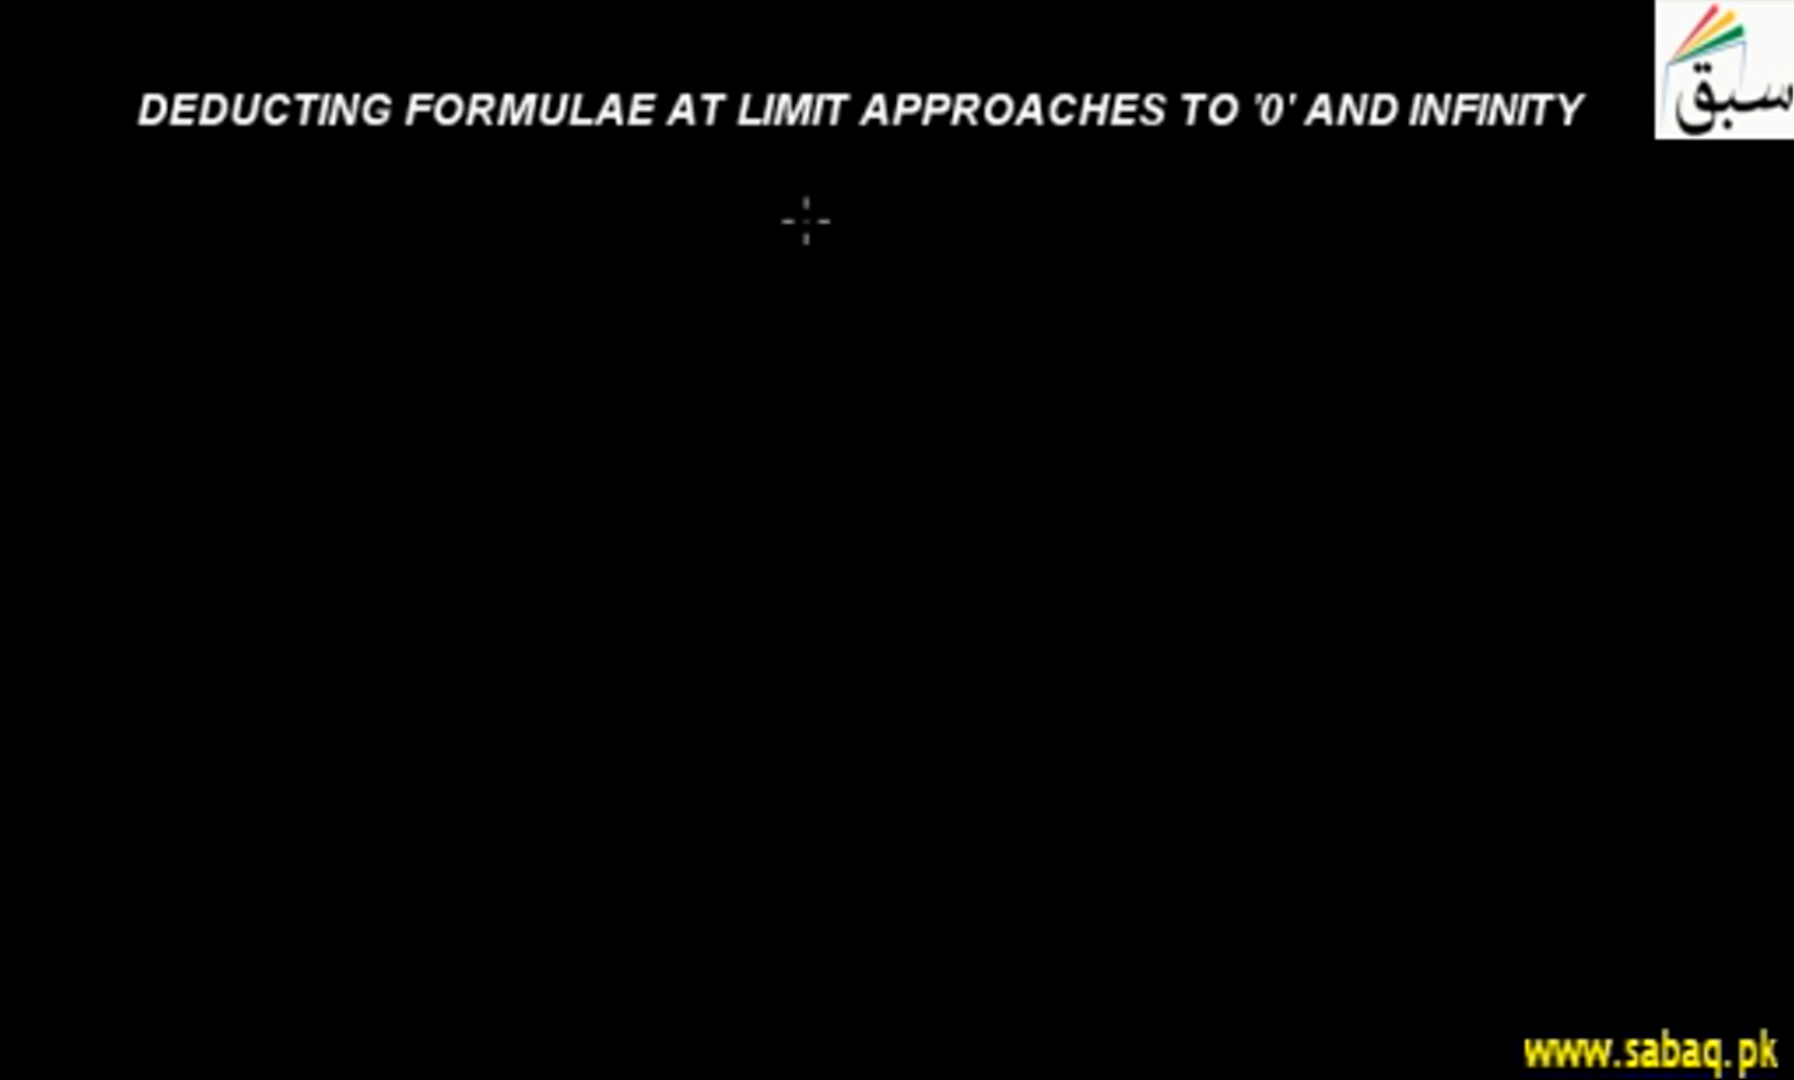 DEDUCTING FORMULAE AT LIMIT APPROACHES TO '0' AND INFINITY
سبق
www.sabaq.pk